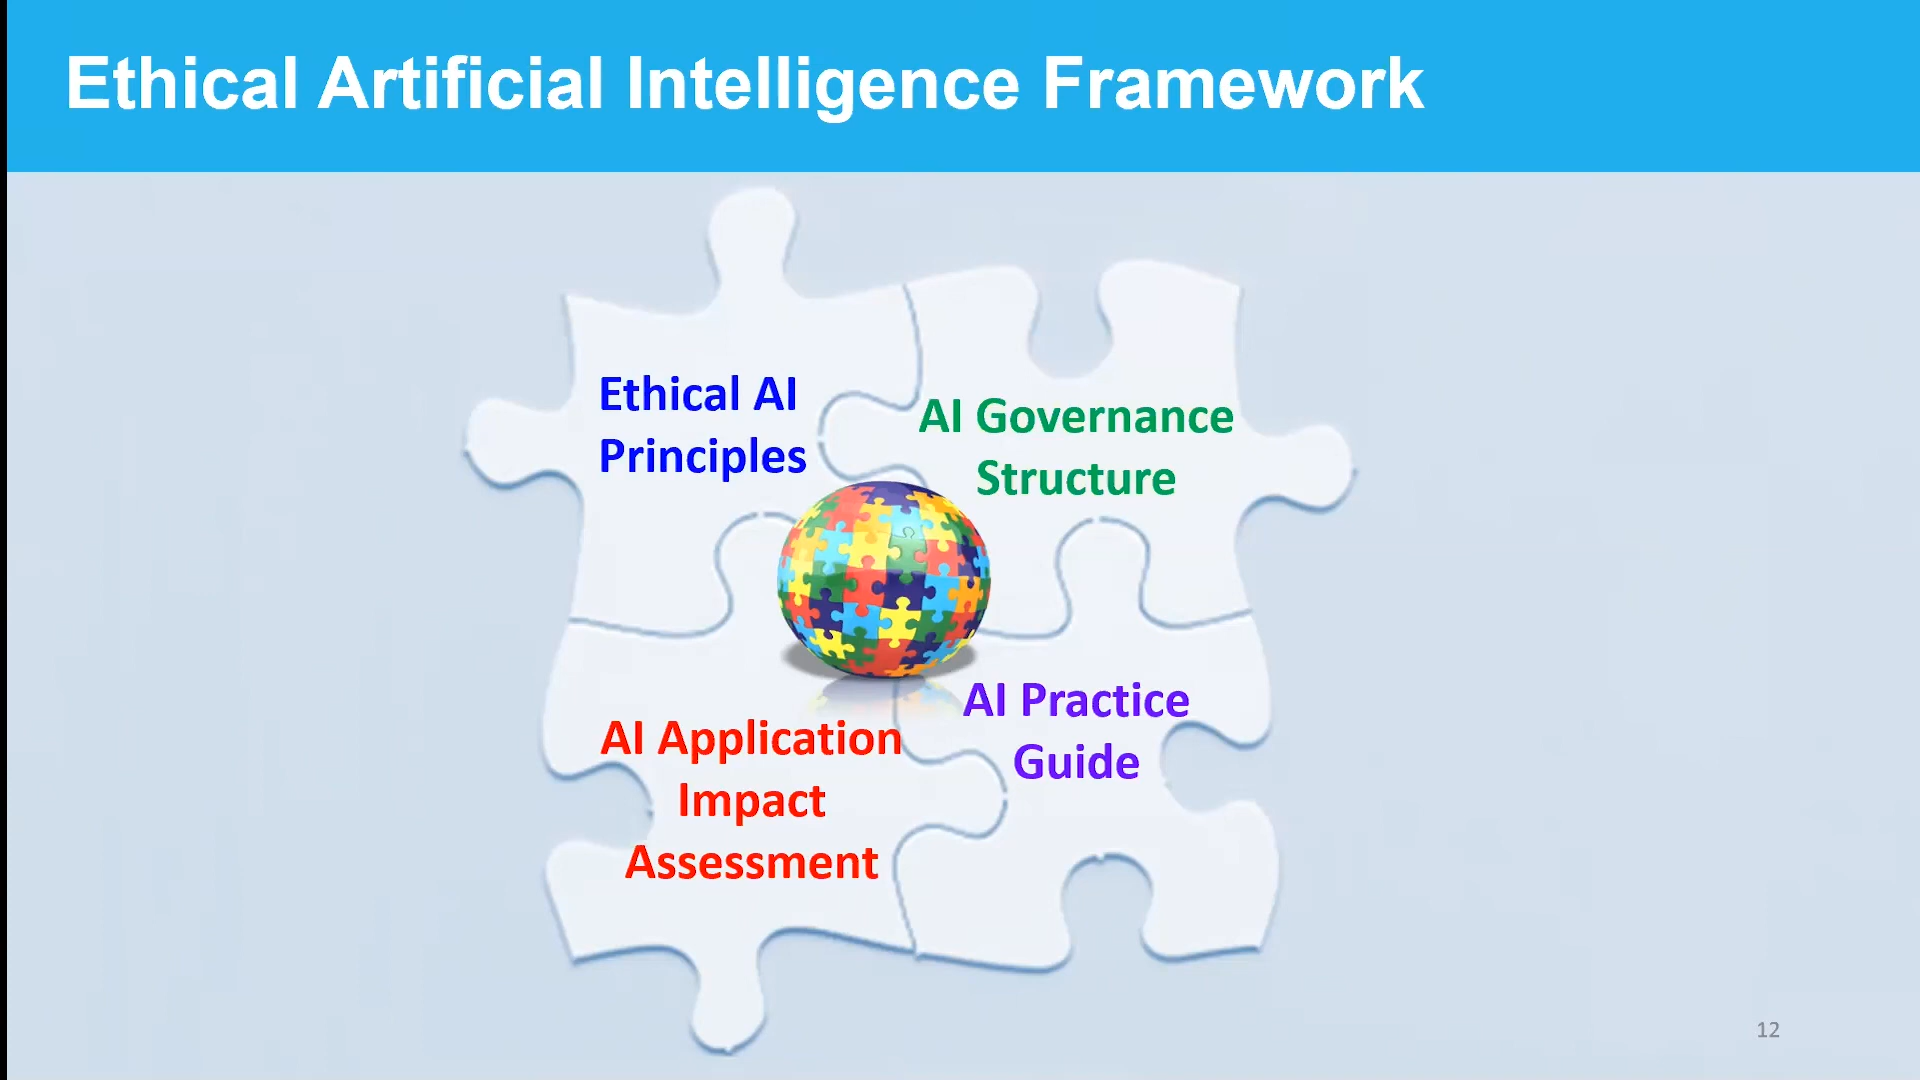 Ethical Artificial Intelligence Framework
Ethical AI
Principles
AI Governance
Structure
AI Application
Impact
Assessment
AI Practice
Guide
12